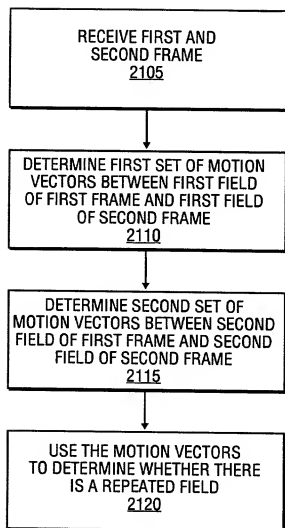 RECEIVE FIRST AND
SECOND FRAME
2105
DETERMINE FIRST SET OF MOTION
VECTORS BETWEEN FIRST FIELD
OF FIRST FRAME AND FIRST FIELD
OF SECOND FRAME
2110
DETERMINE SECOND SET OF
MOTION VECTORS BETWEEN SECOND
FIELD OF FIRST FRAME AND SECOND
FIELD OF SECOND FRAME
2115
USE THE MOTION VECTORS
TO DETERMINE WHETHER THERE
IS A REPEATED FIELD
2120